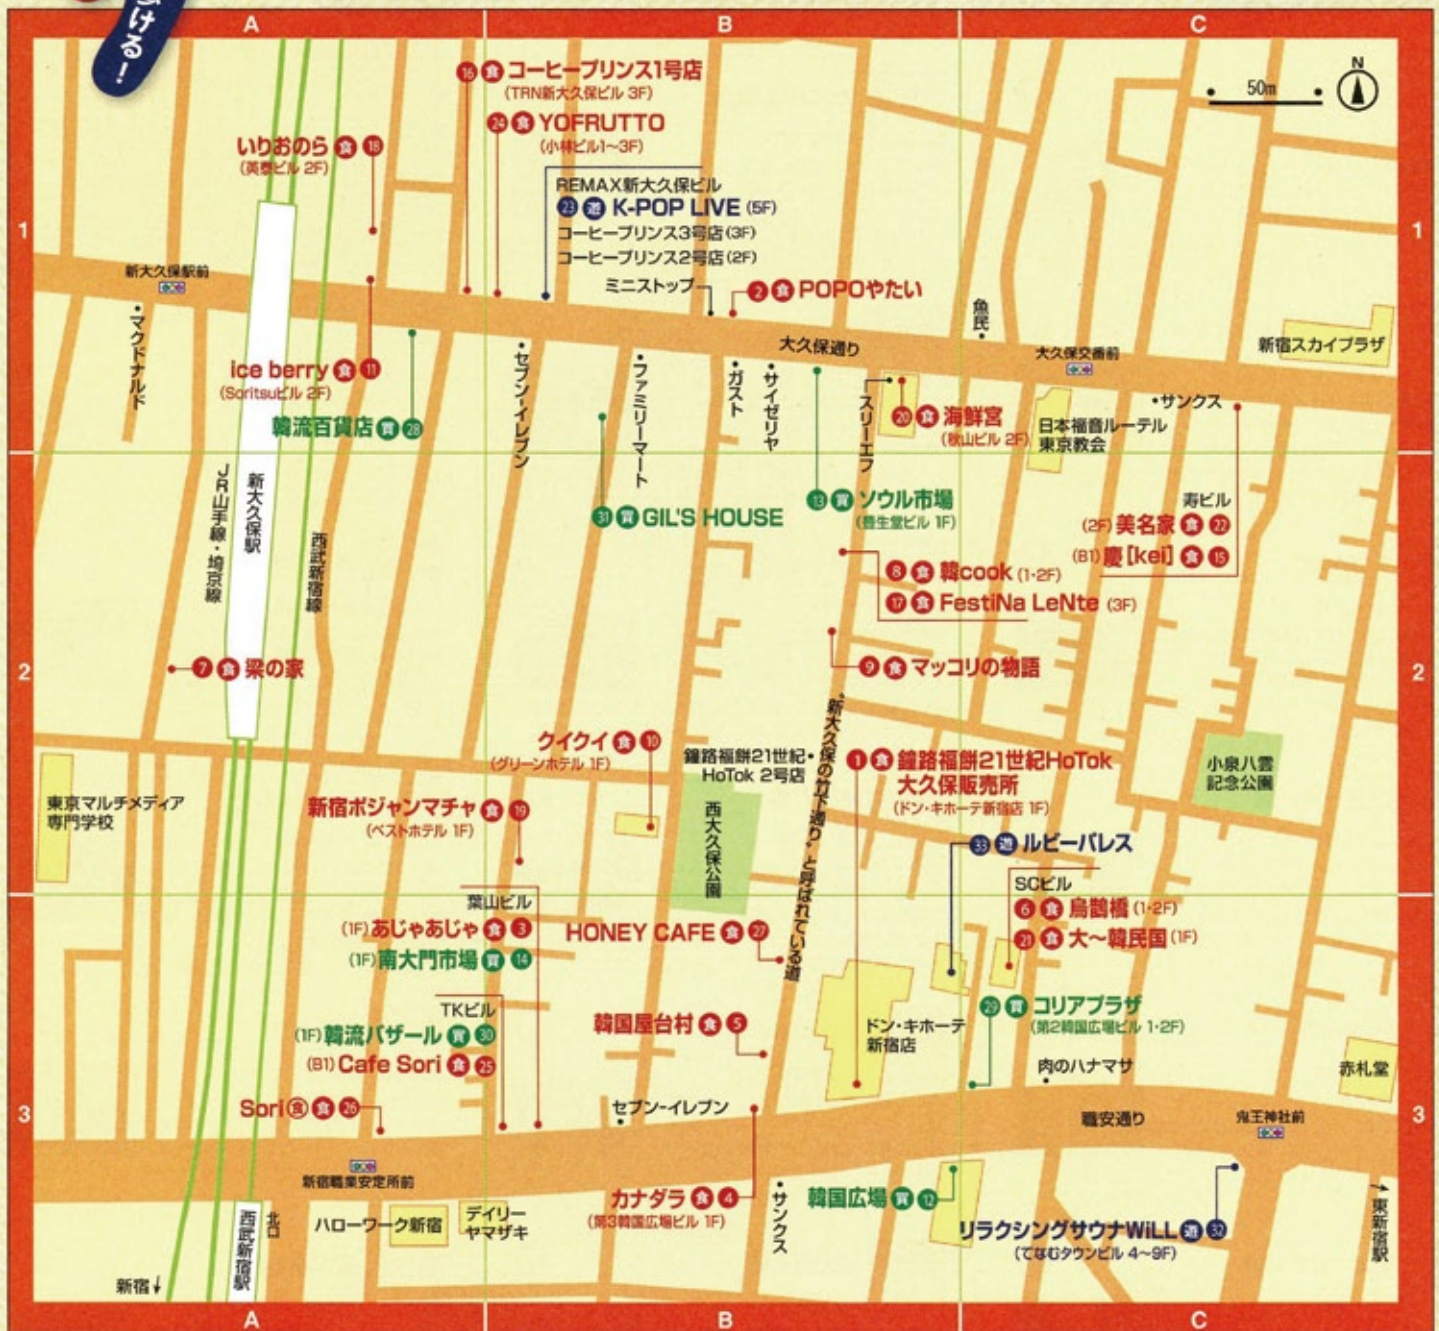 ける!
A
B
C
1
2
3
1
2
3
A
B
C
N
50m
16 食 コーヒープリンス1号店
(TRN新大久保ビル 3F)
24 食 YOFRUTTO
(小林ビル1~3F)
いりおのら 食 18
(英泰ビル 2F)
REMAX新大久保ビル
23 遊 K-POP LIVE (5F)
コーヒープリンス3号店(3F)
コーヒープリンス2号店(2F)
ミニストップ
2 食 POPOやたい
新大久保駅前
マクドナルド
ice berry 食 11
(Soritsuビル 2F)
韓流百貨店 買 28
セブン-イレブン
ファミリーマート
ガスト
サイゼリヤ
大久保通り
魚民
大久保交番前
新宿スカイプラザ
スリーエフ
20 食 海鮮宮
(秋山ビル 2F)
日本福音ルーテル
東京教会
サンクス
JR山手線・埼京線
新大久保駅
西武新宿線
31 買 GIL'S HOUSE
13 買 ソウル市場
(豊生堂ビル 1F)
寿ビル
(2F) 美名家 食 22
(B1) 慶[kei] 食 15
8 食 韓cook (1・2F)
17 食 FestiNa LeNte (3F)
7 食 梁の家
9 食 マッコリの物語
クイクイ 食 10
(グリーンホテル 1F)
鐘路福餅21世紀
HoTok 2号店
“新大久保の竹下通り”と呼ばれている道
1 食 鐘路福餅21世紀HoTok
大久保販売所
(ドン・キホーテ新宿店 1F)
小泉八雲
記念公園
東京マルチメディア
専門学校
新宿ポジャンマチャ 食 19
(ベストホテル 1F)
西大久保公園
33 遊 ルビーパレス
SCビル
6 食 烏鵲橋 (1・2F)
21 食 大~韓民国 (1F)
葉山ビル
(1F) あじゃあじゃ 食 3
(1F) 南大門市場 買 14
HONEY CAFE 食 27
TKビル
(1F) 韓流バザール 買 30
(B1) Cafe Sori 食 25
韓国屋台村 食 5
ドン・キホーテ
新宿店
29 買 コリアプラザ
(第2韓国広場ビル 1・2F)
肉のハナマサ
赤札堂
Sori食 食 26
セブン-イレブン
職安通り
鬼王神社前
新宿職業安定所前
北口
西武新宿駅
ハローワーク新宿
デイリー
ヤマザキ
カナダラ 食 4
(第3韓国広場ビル 1F)
サンクス
韓国広場 買 12
リラクシングサウナWiLL 遊 32
(てなむタウンビル 4~9F)
東新宿駅
新宿